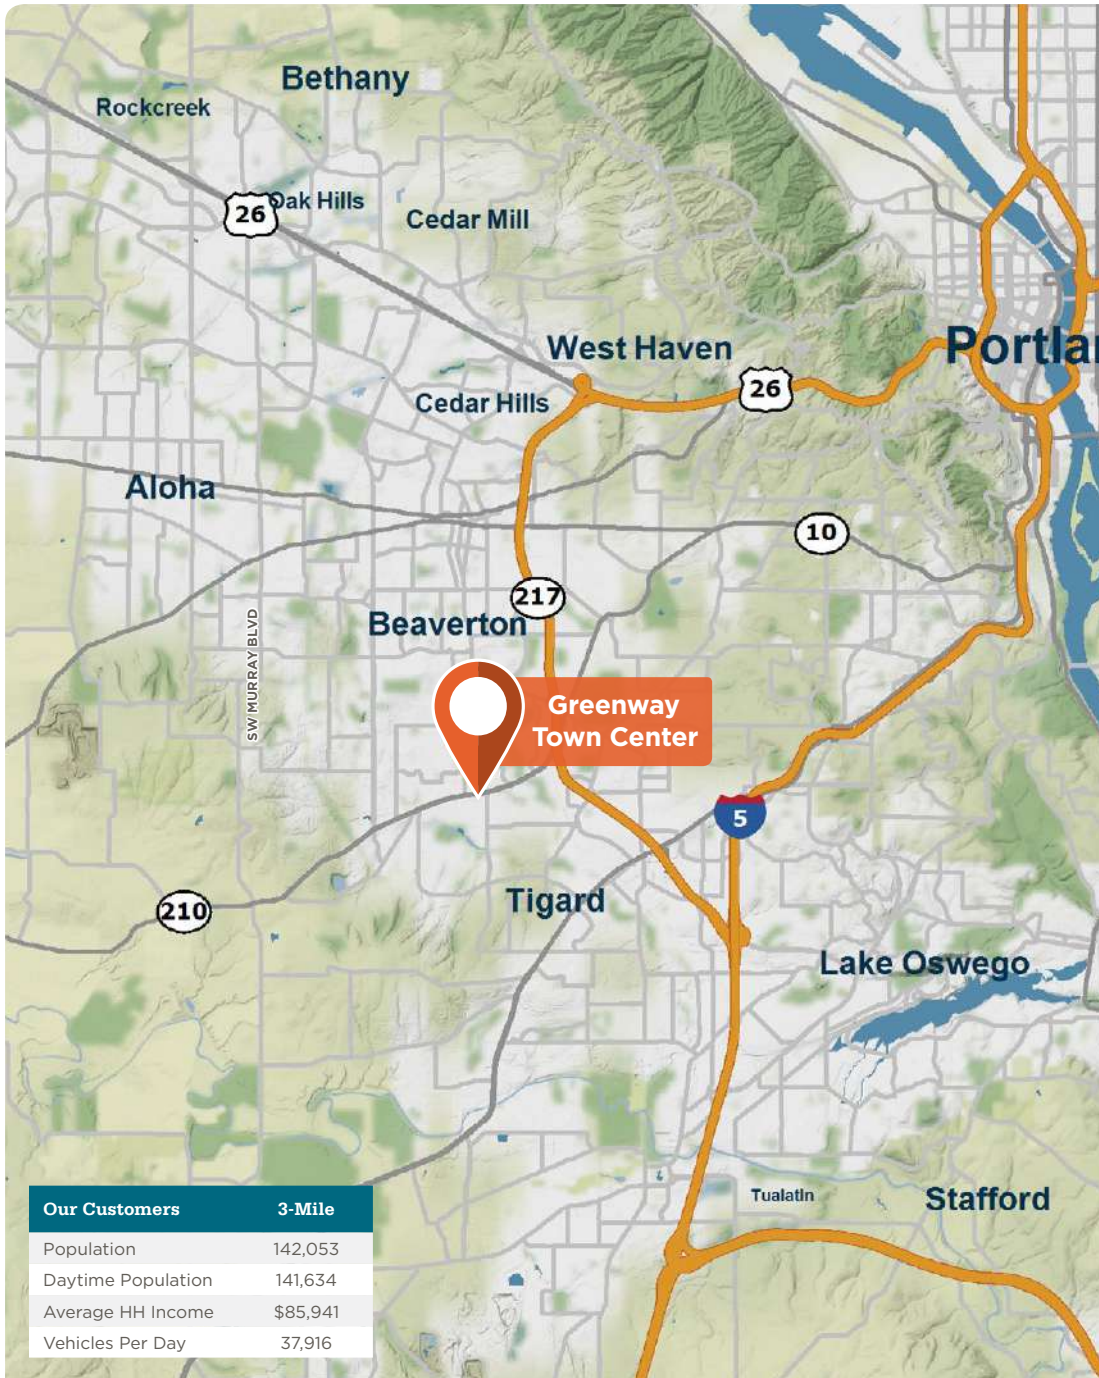 Bethany
Rockcreek
26
Oak Hills
Cedar Mill
West Haven
Portla
26
Cedar Hills
Aloha
10
217
Beaverton
SW MURRAY BLVD
Greenway
Town Center
5
Tigard
210
Lake Oswego
Tualatin
Stafford
Our Customers 3-Mile
Population 142,053
Daytime Population 141,634
Average HH Income $85,941
Vehicles Per Day 37,916